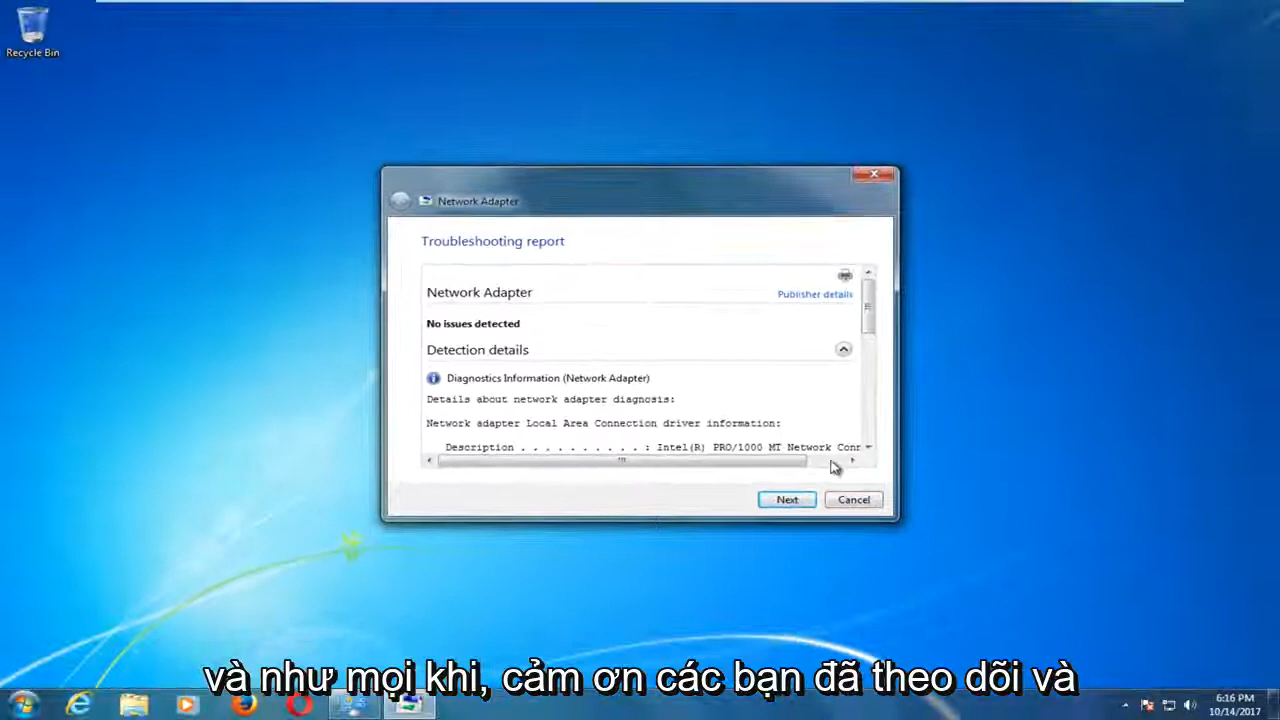 Recycle Bin
Network Adapter
Troubleshooting report
Network Adapter
Publisher details
No issues detected
Detection details
Diagnostics Information (Network Adapter)
Details about network adapter diagnosis:
Network adapter Local Area Connection driver information:
Description . . . . . . . . . . : Intel(R) PRO/1000 MT Network Conn
Next
Cancel
và như mọi khi, cảm ơn các bạn đã theo dõi và
6:16 PM
10/14/2017